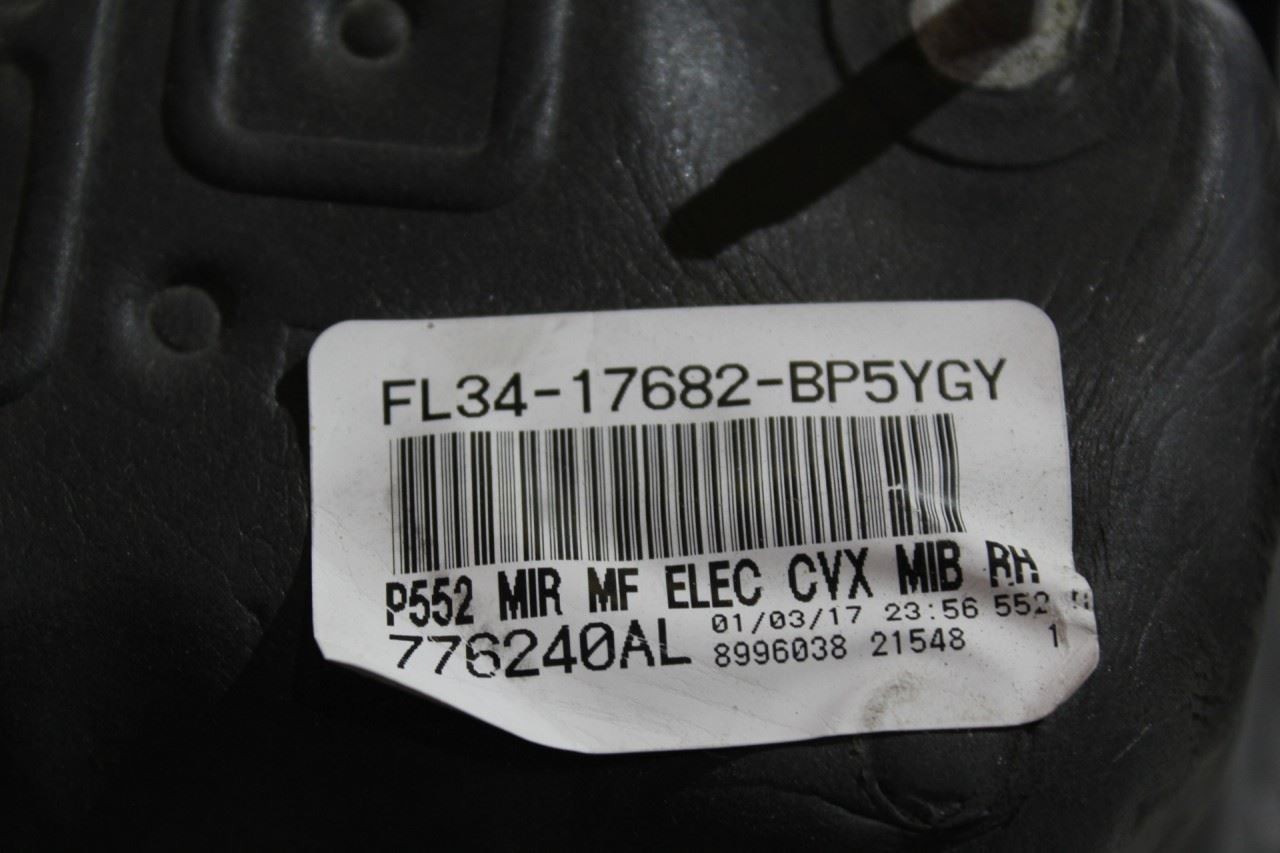 FL34-17682-BP5YGY
P552 MIR MF ELEC CVX MIB RH
01/03/17 23:56 552
776240AL 8996038 21548 1